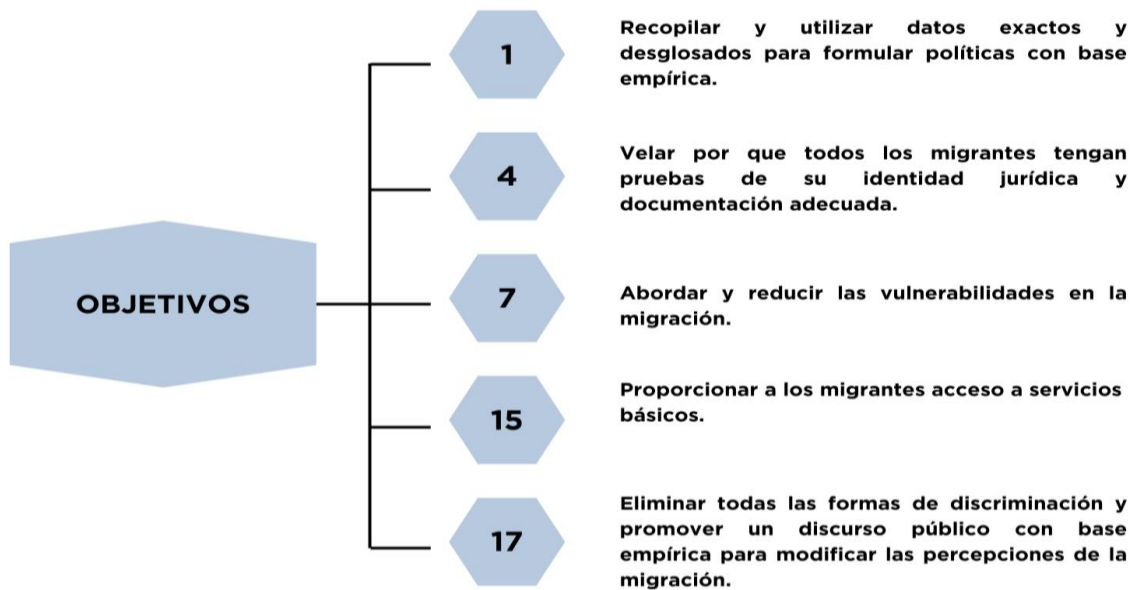 1
Recopilar y utilizar datos exactos y
desglosados para formular políticas con base
empírica.
4
Velar por que todos los migrantes tengan
pruebas de su identidad jurídica y
documentación adecuada.
OBJETIVOS
7
Abordar y reducir las vulnerabilidades en la
migración.
15
Proporcionar a los migrantes acceso a servicios
básicos.
17
Eliminar todas las formas de discriminación y
promover un discurso público con base
empírica para modificar las percepciones de la
migración.